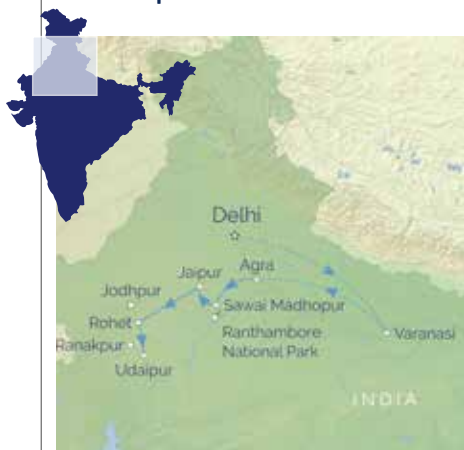 Delhi
Agra
Jaipur
Jodhpur
Sawai Madhopur
Rohet
Ranthambore
National Park
Varanasi
Ranakpur
Udaipur
INDIA